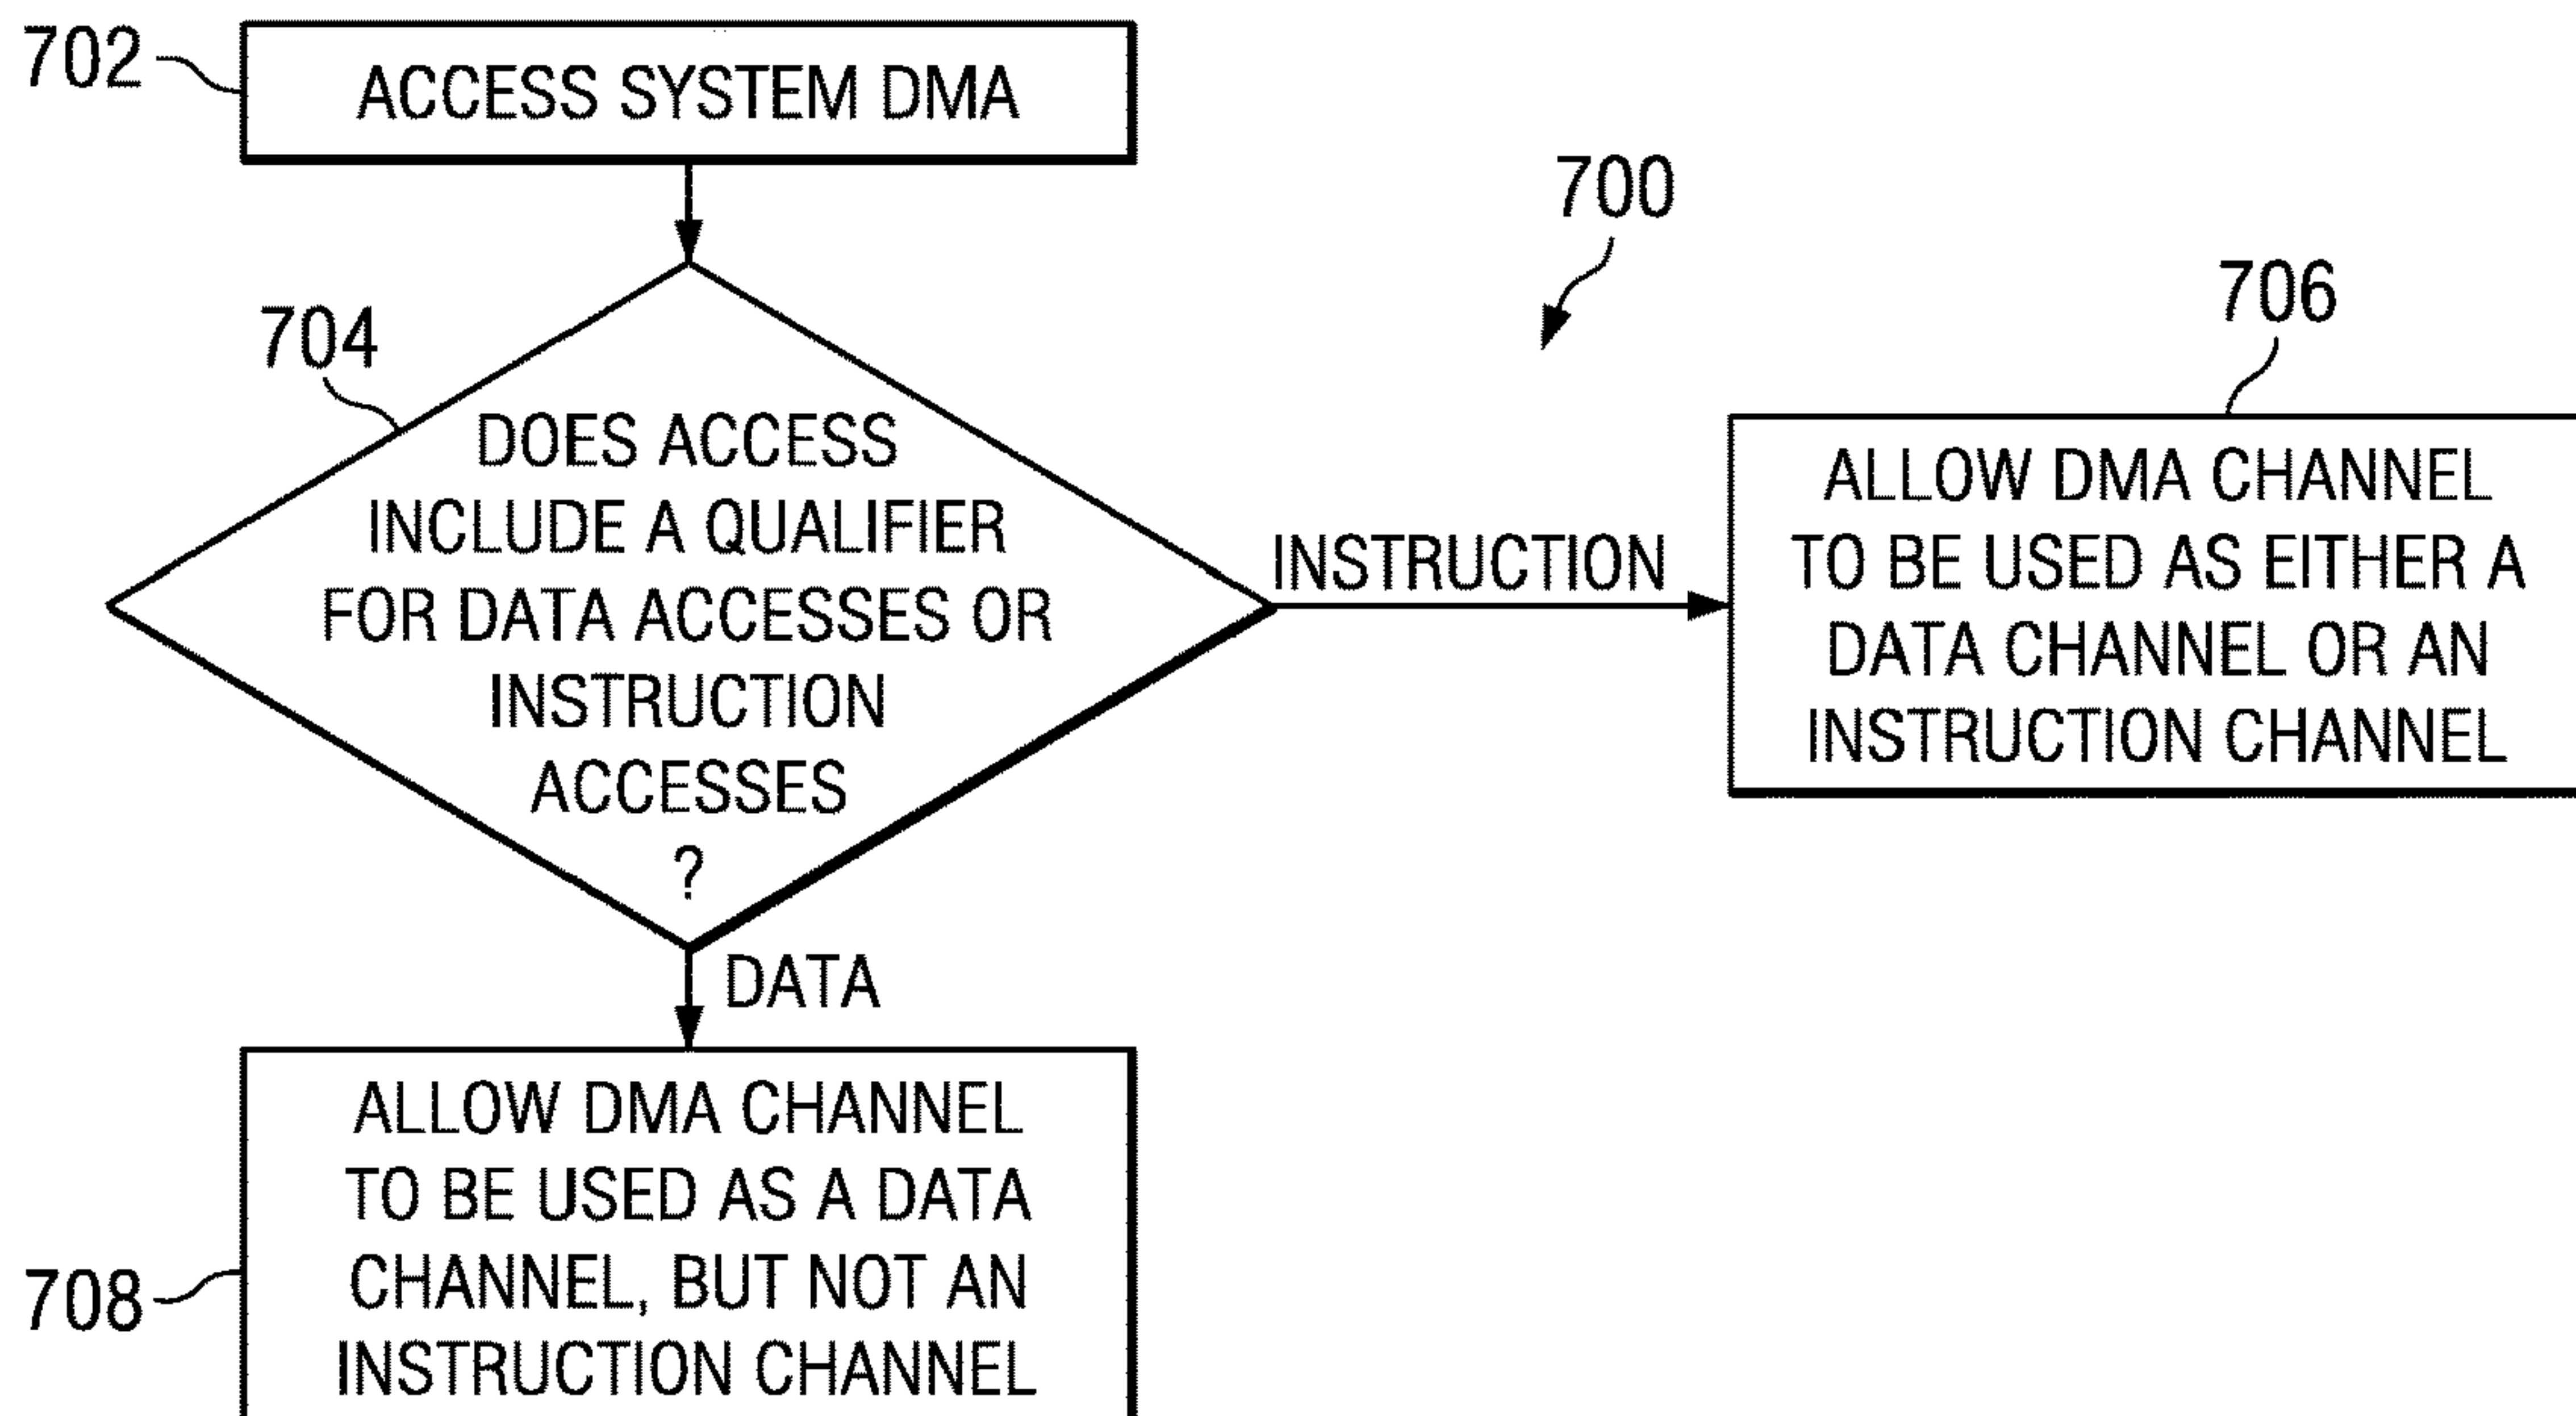 702
ACCESS SYSTEM DMA
700
704
DOES ACCESS
INCLUDE A QUALIFIER
FOR DATA ACCESSES OR
INSTRUCTION
ACCESSES
?
INSTRUCTION
706
ALLOW DMA CHANNEL
TO BE USED AS EITHER A
DATA CHANNEL OR AN
INSTRUCTION CHANNEL
DATA
708
ALLOW DMA CHANNEL
TO BE USED AS A DATA
CHANNEL, BUT NOT AN
INSTRUCTION CHANNEL